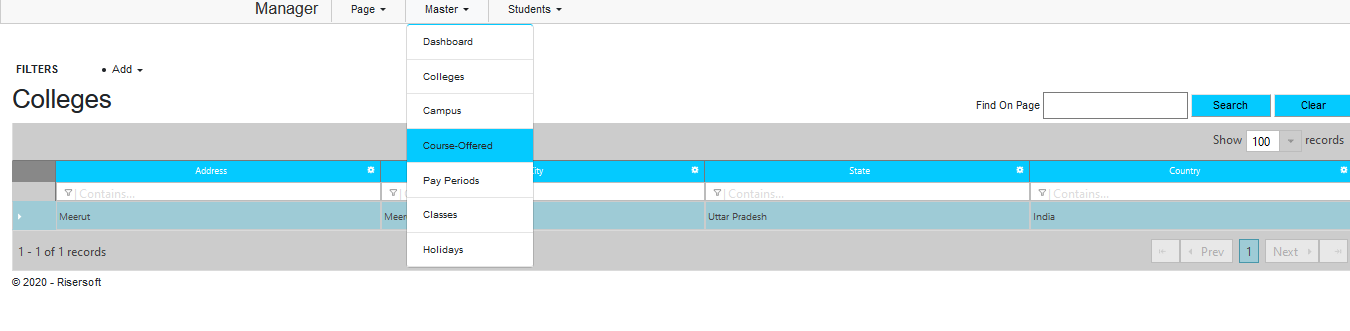 Manager Page Master Students
Dashboard
FILTERS • Add
Colleges
Colleges
Find On Page Search Clear
Campus
Show 100 records
Course-Offered
Address ity State Country
Pay Periods
Contains... Contains... Contains...
Classes
Meerut Meer Uttar Pradesh India
Holidays
1 - 1 of 1 records Prev 1 Next
© 2020 - Risersoft